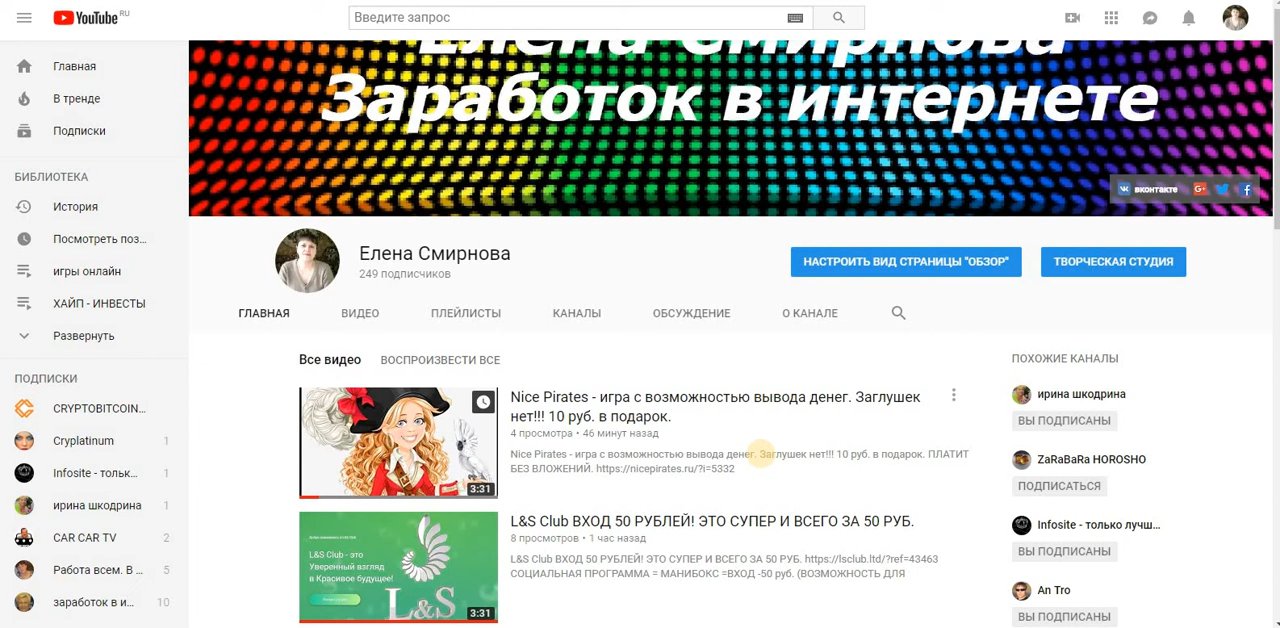 YouTube RU
Введите запрос
Главная
В тренде
Подписки
БИБЛИОТЕКА
История
Посмотреть поз...
игры онлайн
ХАЙП - ИНВЕСТЫ
Развернуть
ПОДПИСКИ
CRYPTOBITCOIN...
Cryplatinum 1
Infosite - тольк... 1
ирина шкодрина 1
CAR CAR TV 2
Работа всем. В ... 5
заработок в и... 10
Елена Смирнова
Заработок в интернете
вконтакте
Елена Смирнова
249 подписчиков
НАСТРОИТЬ ВИД СТРАНИЦЫ "ОБЗОР"
ТВОРЧЕСКАЯ СТУДИЯ
ГЛАВНАЯ ВИДЕО ПЛЕЙЛИСТЫ КАНАЛЫ ОБСУЖДЕНИЕ О КАНАЛЕ
Все видео ВОСПРОИЗВЕСТИ ВСЕ
3:31
Nice Pirates - игра с возможностью вывода денег. Заглушек
нет!!! 10 руб. в подарок.
4 просмотра • 46 минут назад
Nice Pirates - игра с возможностью вывода денег. Заглушек нет!!! 10 руб. в подарок. ПЛАТИТ
БЕЗ ВЛОЖЕНИЙ. https://nicepirates.ru/?i=5332
L&S Club - это
Уверенный взгляд
в Красивое будущее!
L&S
3:31
L&S Club ВХОД 50 РУБЛЕЙ! ЭТО СУПЕР И ВСЕГО ЗА 50 РУБ.
8 просмотров • 1 час назад
L&S Club ВХОД 50 РУБЛЕЙ! ЭТО СУПЕР И ВСЕГО ЗА 50 РУБ. https://lsclub.ltd/?ref=43463
СОЦИАЛЬНАЯ ПРОГРАММА = МАНИБОКС =ВХОД -50 руб. (ВОЗМОЖНОСТЬ ДЛЯ
ПОХОЖИЕ КАНАЛЫ
ирина шкодрина
ВЫ ПОДПИСАНЫ
ZaRaBaRa HOROSHO
ПОДПИСАТЬСЯ
Infosite - только лучш...
ВЫ ПОДПИСАНЫ
An Tro
ВЫ ПОДПИСАНЫ